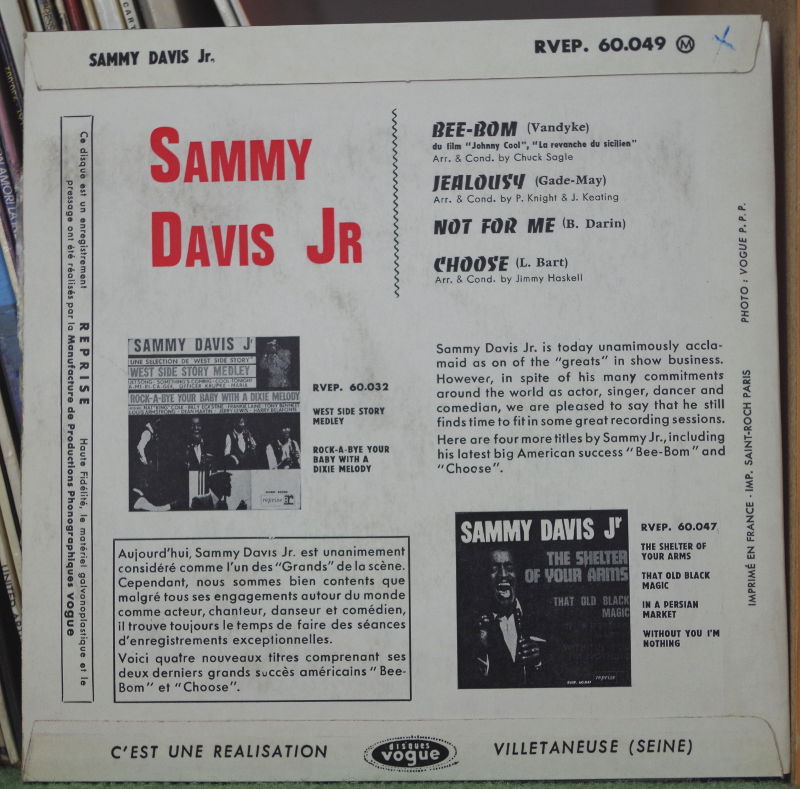 SAMMY DAVIS Jr.
RVEP. 60.049 M
X
SAMMY
DAVIS JR
BEE-BOM (Vandyke)
du film "Johnny Cool", "La revanche du sicilien"
Arr. & Cond. by Chuck Sagle
JEALOUSY (Gade-May)
Arr. & Cond. by P. Knight & J. Keating
NOT FOR ME (B. Darin)
CHOOSE (L. Bart)
Arr. & Cond. by Jimmy Haskell
Ce disque est un enregistrement REPRISE Haute Fidélité, le matériel galvanoplastique et le
pressage ont été réalisés par la Manufacture de Productions Phonographiques VOGUE
SAMMY DAVIS Jr
UNE SELECTION DE "WEST SIDE STORY"
WEST SIDE STORY MEDLEY
ROCK-A-BYE YOUR BABY WITH A DIXIE MELODY
reprise
RVEP. 60.032
WEST SIDE STORY
MEDLEY
ROCK-A-BYE YOUR
BABY WITH A
DIXIE MELODY
Sammy Davis Jr. is today unamimously accla-
maid as on of the "greats" in show business.
However, in spite of his many commitments
around the world as actor, singer, dancer and
comedian, we are pleased to say that he still
finds time to fit in some great recording sessions.
Here are four more titles by Sammy Jr., including
his latest big American success "Bee-Bom" and
"Choose".
Aujourd'hui, Sammy Davis Jr. est unanimement
considéré comme l'un des "Grands" de la scène.
Cependant, nous sommes bien contents que
malgré tous ses engagements autour du monde
comme acteur, chanteur, danseur et comédien,
il trouve toujours le temps de faire des séances
d'enregistrements exceptionnelles.
Voici quatre nouveaux titres comprenant ses
deux derniers grands succès américains "Bee-
Bom" et "Choose".
SAMMY DAVIS Jr
THE SHELTER
OF YOUR ARMS
THAT OLD BLACK
MAGIC
reprise
RVEP. 60.047
RVEP. 60.047
THE SHELTER OF
YOUR ARMS
THAT OLD BLACK
MAGIC
IN A PERSIAN
MARKET
WITHOUT YOU I'M
NOTHING
IMPRIMÉ EN FRANCE - IMP. SAINT-ROCH PARIS PHOTO : VOGUE P. P. P.
C'EST UNE REALISATION
disques
vogue
VILLETANEUSE (SEINE)